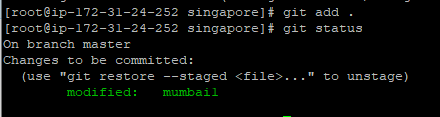 [root@ip-172-31-24-252 singapore]# git add .
[root@ip-172-31-24-252 singapore]# git status
On branch master
Changes to be committed:
  (use "git restore --staged <file>..." to unstage)
        modified:   mumbail